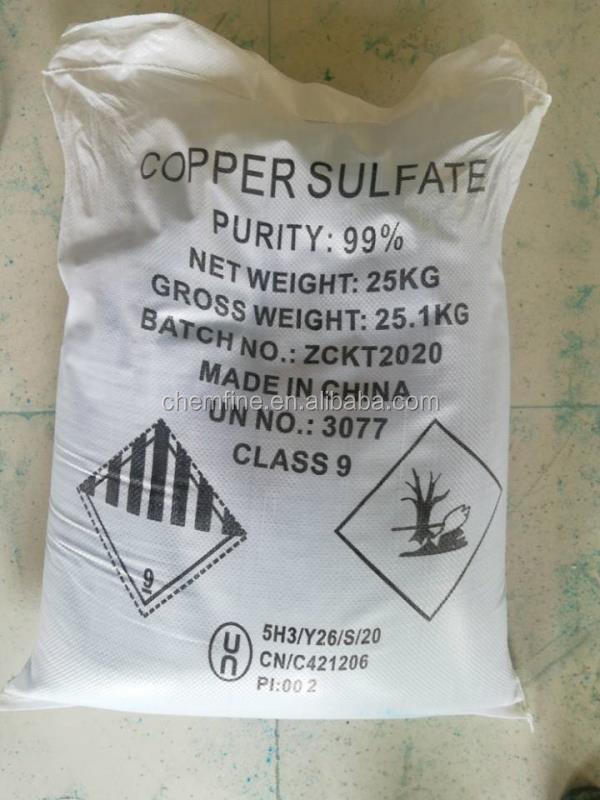 COPPER SULFATE
PURITY: 99%
NET WEIGHT: 25KG
GROSS WEIGHT: 25.1KG
BATCH NO.: ZCKT2020
MADE IN CHINA
chemfine.en.alibaba.com
UN NO.: 3077
CLASS 9
9
un
5H3/Y26/S/20
CN/C421206
PI:00 2